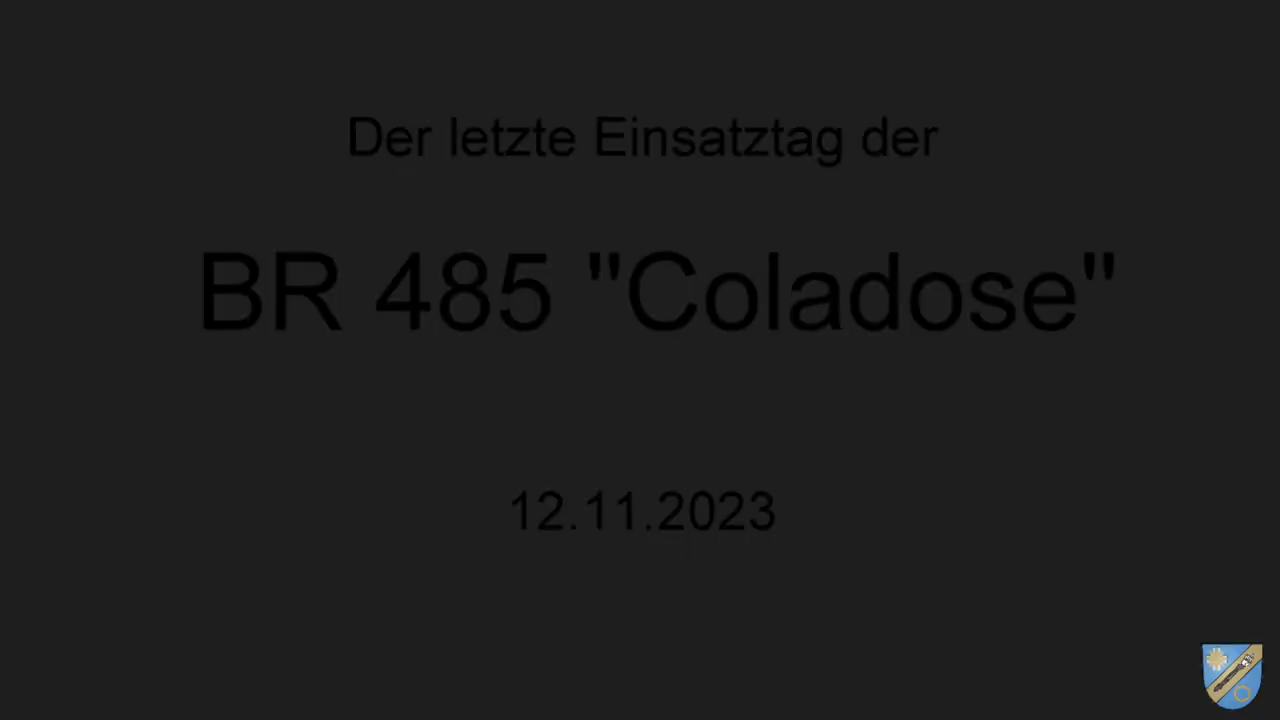 Der letzte Einsatztag der
BR 485 "Coladose"
12.11.2023